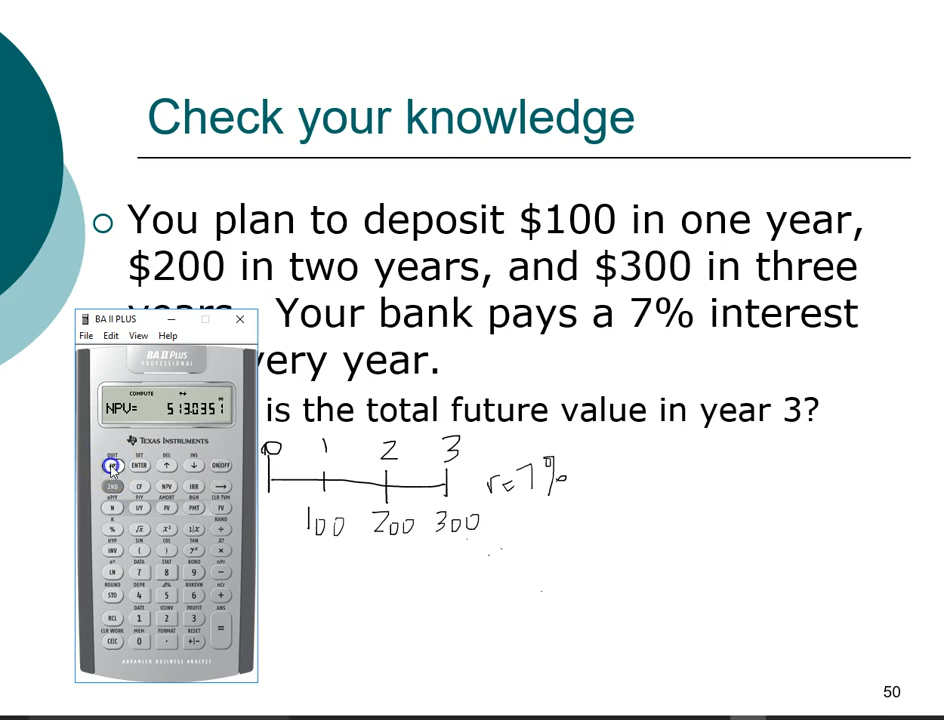 Check your knowledge
You plan to deposit $100 in one year,
$200 in two years, and $300 in three
Your bank pays a 7% interest
very year.
is the total future value in year 3?
BA II PLUS
File Edit View Help
BA II Plus
PROFESSIONAL
COMPUTE
NPV= 513.0351
TEXAS INSTRUMENTS
QUIT SET DEL INS
CPT ENTER ↑ ↓ ON|OFF
2ND CF NPV IRR →
xP/Y P/Y AMORT BGN CLR TVM
N I/Y PV PMT FV
K RAND
% √x x² 1/x ÷
HYP SIN COS TAN x!
INV ( ) yˣ ×
eˣ DATA STAT BOND nPr
LN 7 8 9 −
ROUND DEPR Δ% BRKEVN nCr
STO 4 5 6 +
DATE ICONV PROFIT ANS
RCL 1 2 3 =
CLR WORK MEM FORMAT RESET
CE|C 0 . +|−
ADVANCED BUSINESS ANALYST
0 1 2 3
r=7%
100 200 300
50